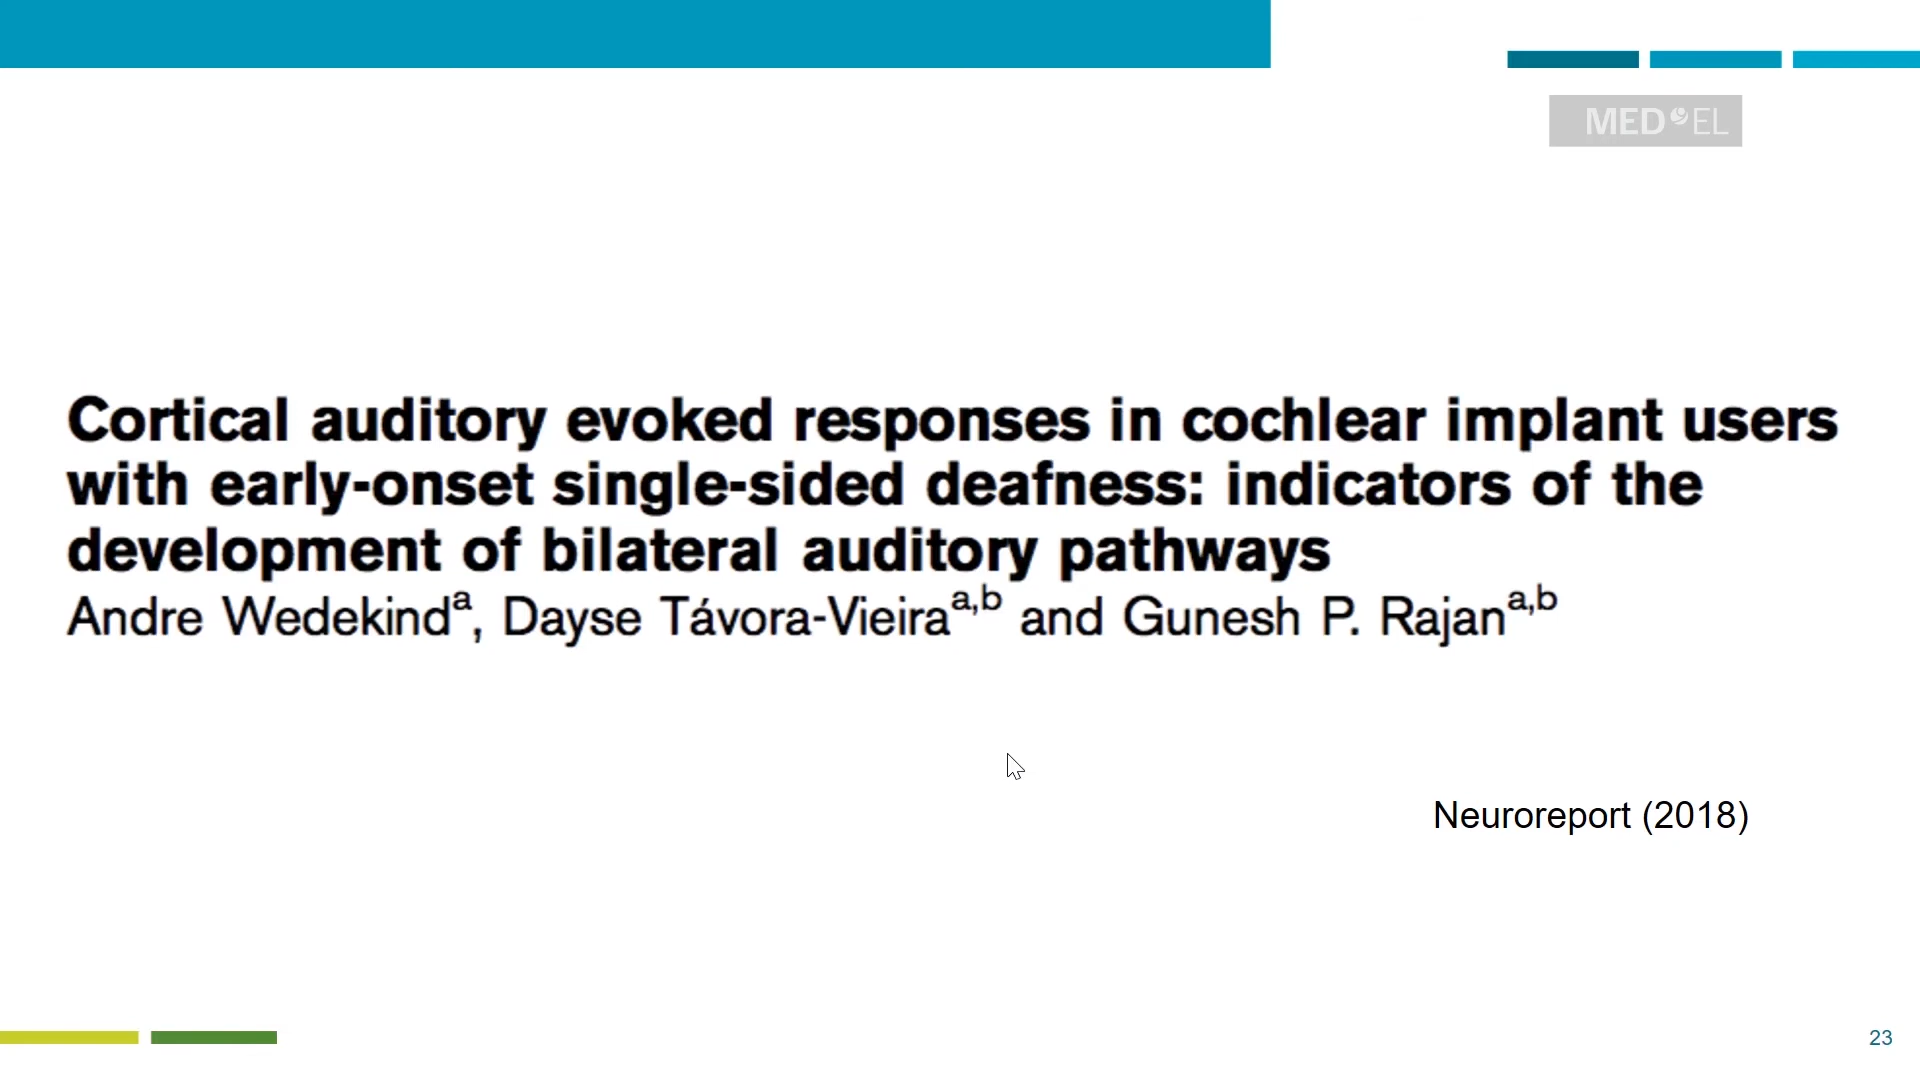 MED EL
Cortical auditory evoked responses in cochlear implant users
with early-onset single-sided deafness: indicators of the
development of bilateral auditory pathways
Andre Wedekindᵃ, Dayse Távora-Vieiraᵃ,ᵇ and Gunesh P. Rajanᵃ,ᵇ
Neuroreport (2018)
23